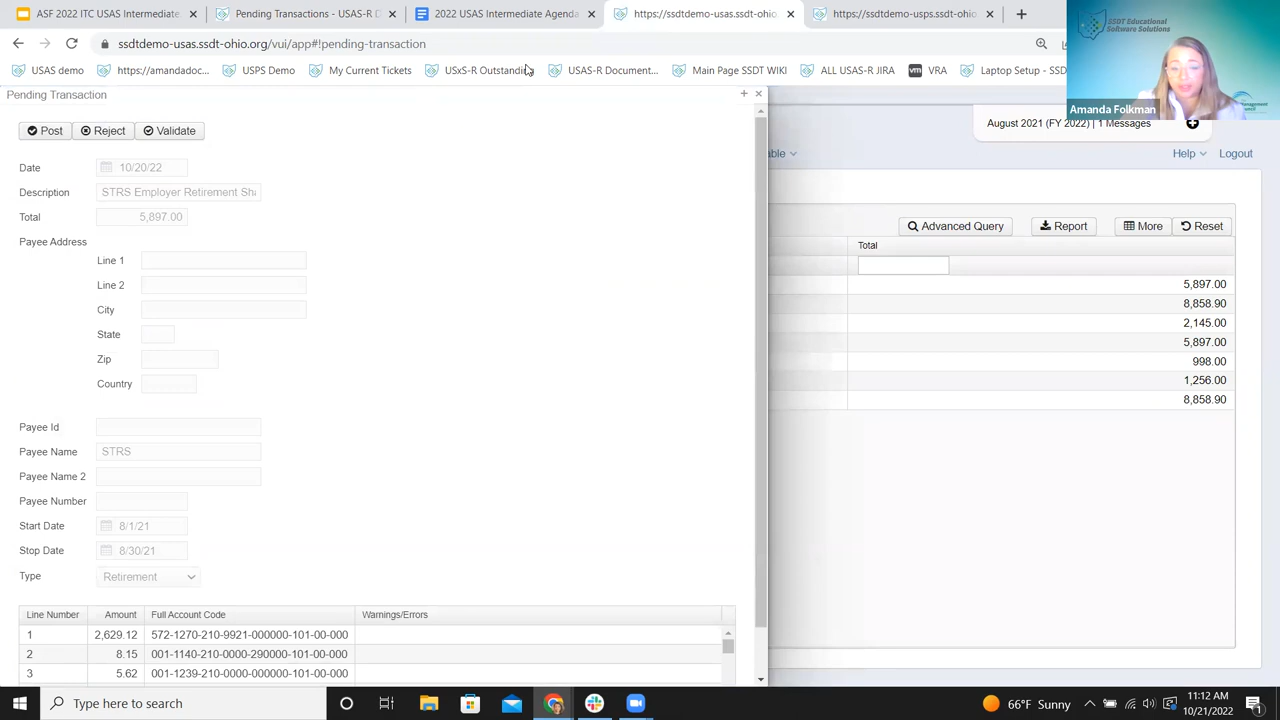 ASF 2022 ITC USAS Intermediate
Pending Transactions - USAS-R D
2022 USAS Intermediate Agenda
https://ssdtdemo-usas.ssdt-ohio.
https://ssdtdemo-usps.ssdt-ohio.
ssdtdemo-usas.ssdt-ohio.org/vui/app#!pending-transaction
USAS demo
https://amandadoc...
USPS Demo
My Current Tickets
USxS-R Outstanding
USAS-R Document...
Main Page SSDT WIKI
ALL USAS-R JIRA
vm VRA
Laptop Setup - SSD
SSDT Educational
Software Solutions
Amanda Folkman
Pending Transaction
August 2021 (FY 2022) | 1 Messages
Post
Reject
Validate
able
Help
Logout
Date 10/20/22
Description STRS Employer Retirement Sha
Total 5,897.00
Payee Address
Line 1
Line 2
City
State
Zip
Country
Payee Id
Payee Name STRS
Payee Name 2
Payee Number
Start Date 8/1/21
Stop Date 8/30/21
Type Retirement
Line Number Amount Full Account Code Warnings/Errors
1 2,629.12 572-1270-210-9921-000000-101-00-000
2 8.15 001-1140-210-0000-290000-101-00-000
3 5.62 001-1239-210-0000-000000-101-00-000
Advanced Query
Report
More
Reset
Total
5,897.00
8,858.90
2,145.00
5,897.00
998.00
1,256.00
8,858.90
Type here to search
66°F Sunny
11:12 AM
10/21/2022
1